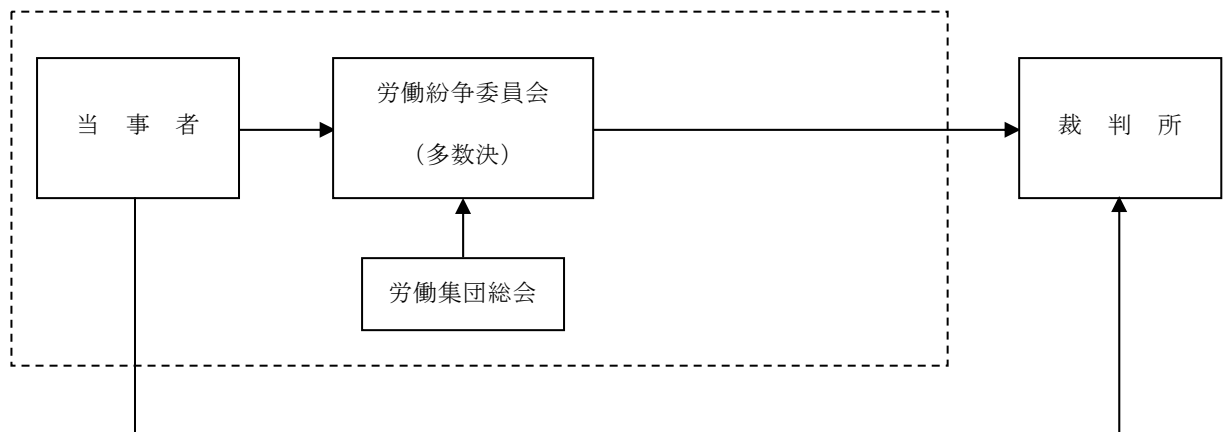 当 事 者
労働紛争委員会
（多数決）
裁 判 所
労働集団総会